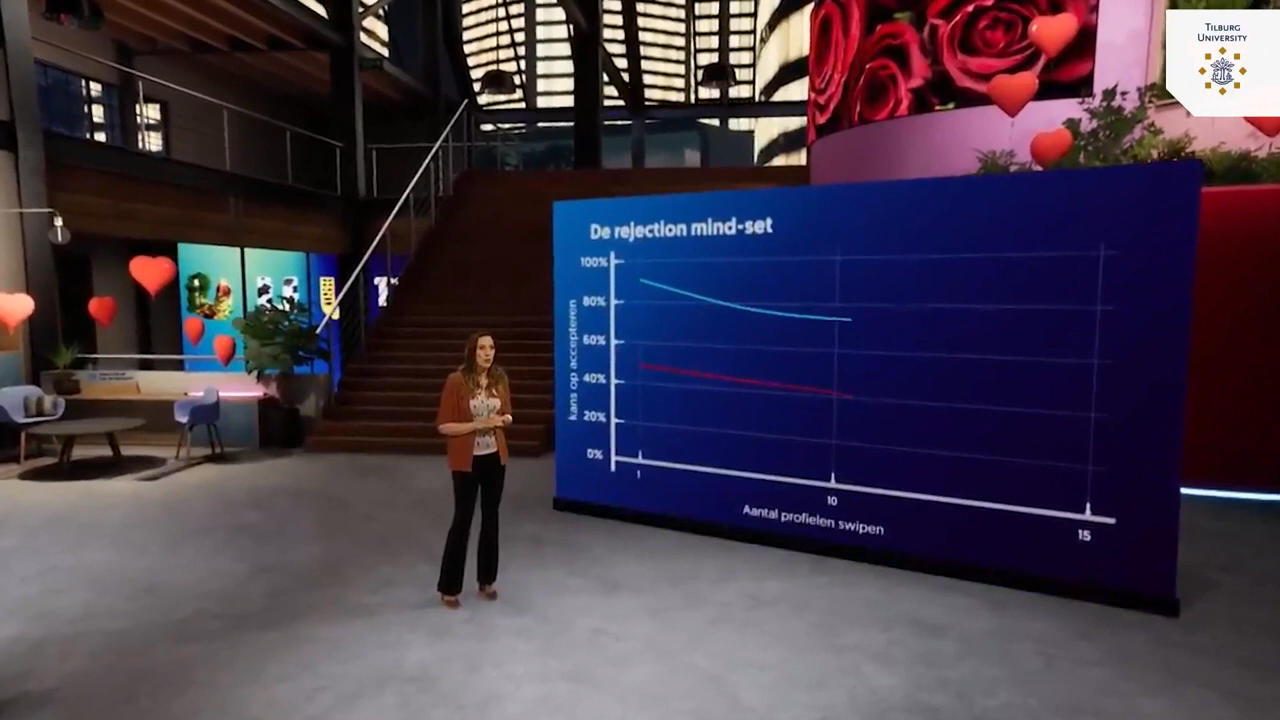 TILBURG
UNIVERSITY
De rejection mind-set
100%
80%
60%
40%
20%
0%
kans op accepteren
1
10
15
Aantal profielen swipen